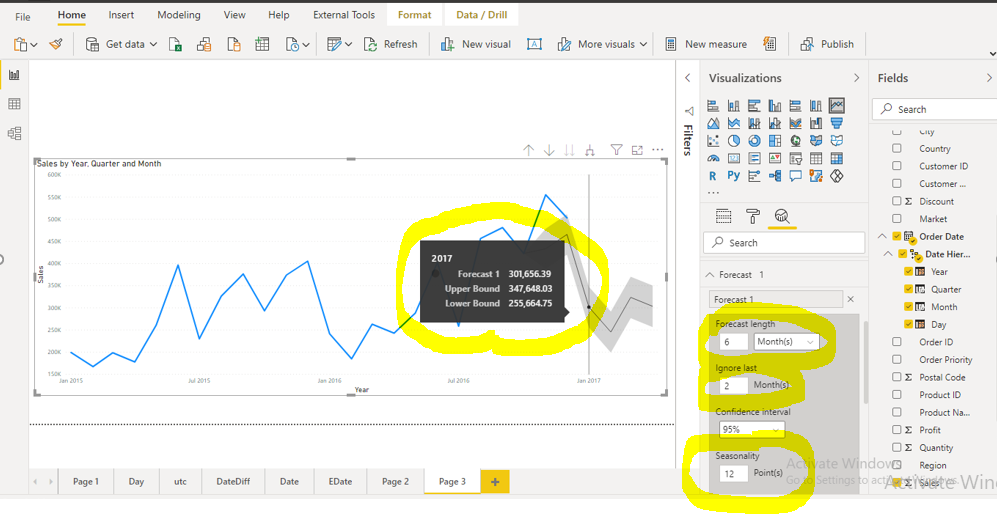 File Home Insert Modeling View Help External Tools Format Data / Drill
Get data Refresh New visual More visuals New measure Publish
Sales by Year, Quarter and Month
600K
550K
500K
450K
400K
350K
300K
250K
200K
150K
Sales
Jan 2015 Jul 2015 Jan 2016 Jul 2016 Jan 2017
Year
2017
Forecast 1 301,656.39
Upper Bound 347,648.03
Lower Bound 255,664.75
Page 1 Day utc DateDiff Date EDate Page 2 Page 3 +
Filters
Visualizations
R Py
Search
Forecast 1
Forecast 1
Forecast length
6 Month(s)
Ignore last
2 Month(s)
Confidence interval
95%
Seasonality
12 Point(s)
Fields
Search
City
Country
Customer ID
Customer ...
Σ Discount
Market
Order Date
Date Hier...
Year
Quarter
Month
Day
Order ID
Order Priority
Σ Postal Code
Product ID
Product Na...
Σ Profit
Σ Quantity
Region
Σ Sales
Activate Windows
Go to Settings to activate Windows.
Activate Win